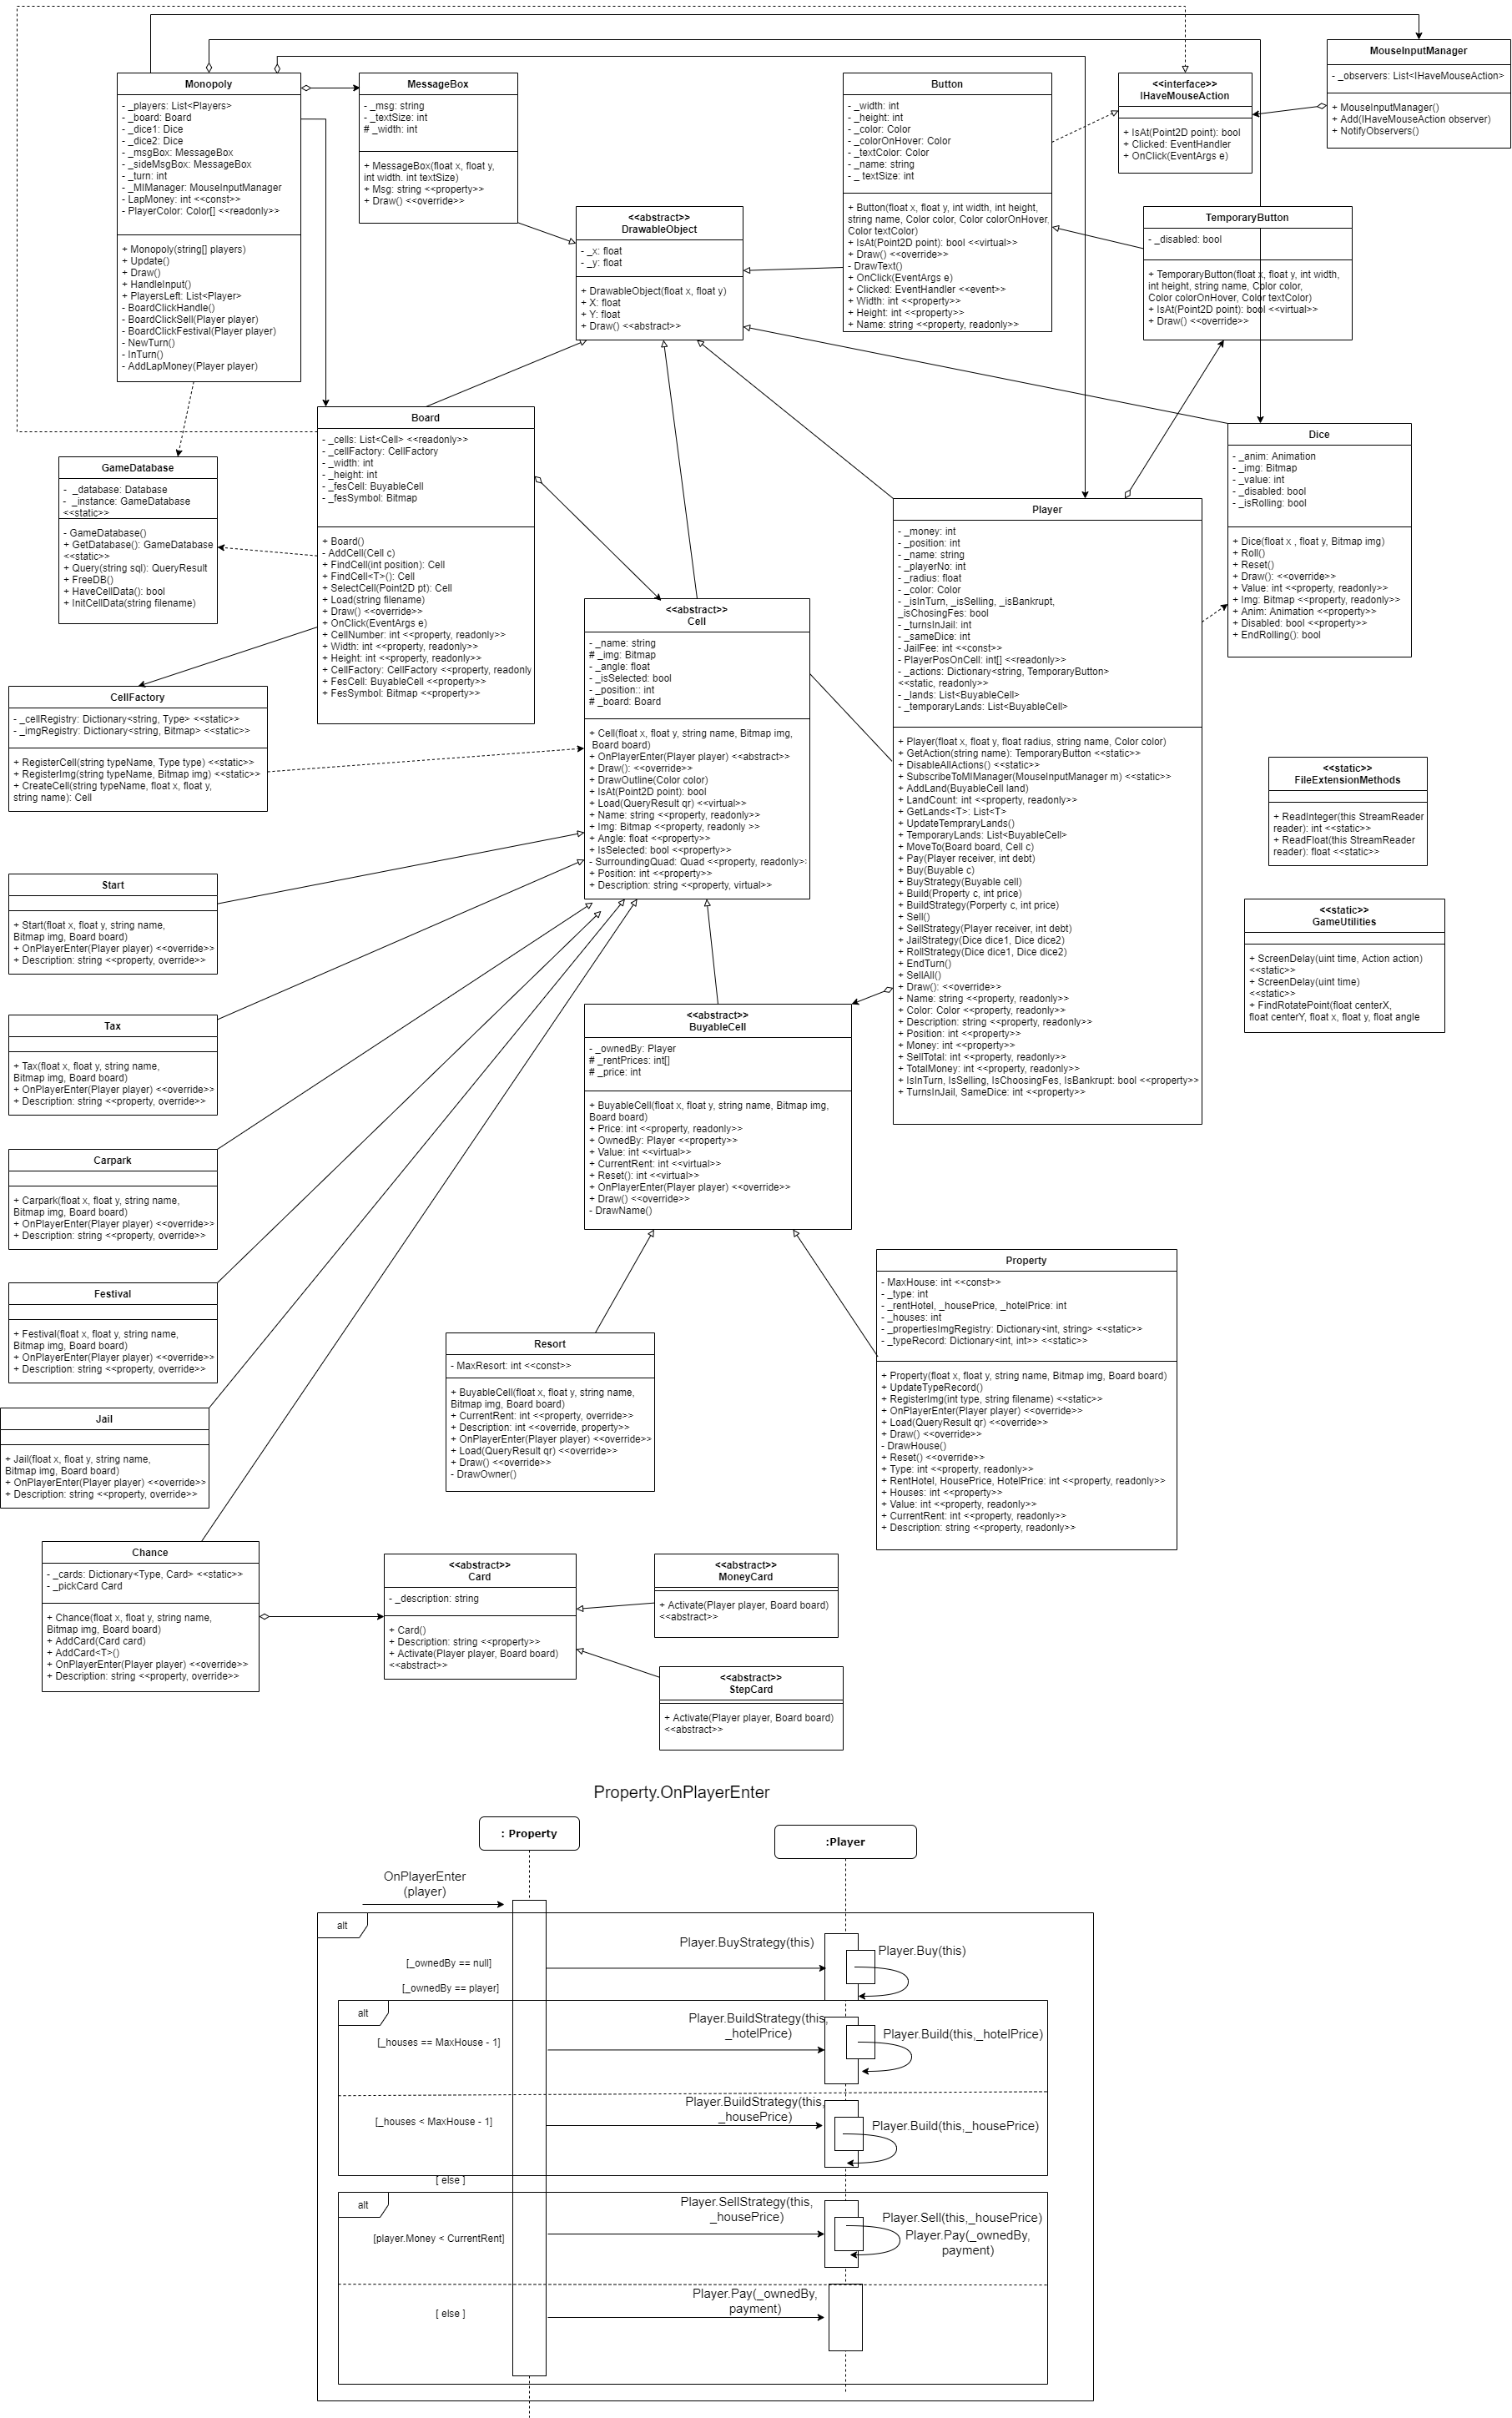 Monopoly
- _players: List<Players>
- _board: Board
- _dice1: Dice
- _dice2: Dice
- _msgBox: MessageBox
- _sideMsgBox: MessageBox
- _turn: int
- _MIManager: MouseInputManager
- LapMoney: int <<const>>
- PlayerColor: Color[] <<readonly>>
+ Monopoly(string[] players)
+ Update()
+ Draw()
+ HandleInput()
+ PlayersLeft: List<Player>
- BoardClickHandle()
- BoardClickSell(Player player)
- BoardClickFestival(Player player)
- NewTurn()
- InTurn()
- AddLapMoney(Player player)
MessageBox
- _msg: string
- _textSize: int
# _width: int
+ MessageBox(float x, float y,
int width. int textSize)
+ Msg: string <<property>>
+ Draw() <<override>>
<<abstract>>
DrawableObject
- _x: float
- _y: float
+ DrawableObject(float x, float y)
+ X: float
+ Y: float
+ Draw() <<abstract>>
Button
- _width: int
- _height: int
- _color: Color
- _colorOnHover: Color
- _textColor: Color
- _name: string
- _ textSize: int
+ Button(float x, float y, int width, int height,
string name, Color color, Color colorOnHover,
Color textColor)
+ IsAt(Point2D point): bool <<virtual>>
+ Draw() <<override>>
- DrawText()
+ OnClick(EventArgs e)
+ Clicked: EventHandler <<event>>
+ Width: int <<property>>
+ Height: int <<property>>
+ Name: string <<property, readonly>>
<<interface>>
IHaveMouseAction
+ IsAt(Point2D point): bool
+ Clicked: EventHandler
+ OnClick(EventArgs e)
MouseInputManager
- _observers: List<IHaveMouseAction>
+ MouseInputManager()
+ Add(IHaveMouseAction observer)
+ NotifyObservers()
TemporaryButton
- _disabled: bool
+ TemporaryButton(float x, float y, int width,
int height, string name, Color color,
Color colorOnHover, Color textColor)
+ IsAt(Point2D point): bool <<virtual>>
+ Draw() <<override>>
GameDatabase
- _database: Database
- _instance: GameDatabase
<<static>>
- GameDatabase()
+ GetDatabase(): GameDatabase
<<static>>
+ Query(string sql): QueryResult
+ FreeDB()
+ HaveCellData(): bool
+ InitCellData(string filename)
Board
- _cells: List<Cell> <<readonly>>
- _cellFactory: CellFactory
- _width: int
- _height: int
- _fesCell: BuyableCell
- _fesSymbol: Bitmap
+ Board()
- AddCell(Cell c)
+ FindCell(int position): Cell
+ FindCell<T>(): Cell
+ SelectCell(Point2D pt): Cell
+ Load(string filename)
+ Draw() <<override>>
+ OnClick(EventArgs e)
+ CellNumber: int <<property, readonly>>
+ Width: int <<property, readonly>>
+ Height: int <<property, readonly>>
+ CellFactory: CellFactory <<property, readonly
+ FesCell: BuyableCell <<property>>
+ FesSymbol: Bitmap <<property>>
Dice
- _anim: Animation
- _img: Bitmap
- _value: int
- _disabled: bool
- _isRolling: bool
+ Dice(float x , float y, Bitmap img)
+ Roll()
+ Reset()
+ Draw(): <<override>>
+ Value: int <<property, readonly>>
+ Img: Bitmap <<property, readonly>>
+ Anim: Animation <<property>>
+ Disabled: bool <<property>>
+ EndRolling(): bool
Player
- _money: int
- _position: int
- _name: string
- _playerNo: int
- _radius: float
- _color: Color
- _isInTurn, _isSelling, _isBankrupt,
_isChosingFes: bool
- _turnsInJail: int
- _sameDice: int
- JailFee: int <<const>>
- PlayerPosOnCell: int[] <<readonly>>
- _actions: Dictionary<string, TemporaryButton>
<<static, readonly>>
- _lands: List<BuyableCell>
- _temporaryLands: List<BuyableCell>
+ Player(float x, float y, float radius, string name, Color color)
+ GetAction(string name): TemporaryButton <<static>>
+ DisableAllActions() <<static>>
+ SubscribeToMIManager(MouseInputManager m) <<static>>
+ AddLand(BuyableCell land)
+ LandCount: int <<property, readonly>>
+ GetLands<T>: List<T>
+ UpdateTempraryLands()
+ TemporaryLands: List<BuyableCell>
+ MoveTo(Board board, Cell c)
+ Pay(Player receiver, int debt)
+ Buy(Buyable c)
+ BuyStrategy(Buyable cell)
+ Build(Property c, int price)
+ BuildStrategy(Porperty c, int price)
+ Sell()
+ SellStrategy(Player receiver, int debt)
+ JailStrategy(Dice dice1, Dice dice2)
+ RollStrategy(Dice dice1, Dice dice2)
+ EndTurn()
+ SellAll()
+ Draw(): <<override>>
+ Name: string <<property, readonly>>
+ Color: Color <<property, readonly>>
+ Description: string <<property, readonly>>
+ Position: int <<property>>
+ Money: int <<property>>
+ SellTotal: int <<property, readonly>>
+ TotalMoney: int <<property, readonly>>
+ IsInTurn, IsSelling, IsChoosingFes, IsBankrupt: bool <<property>>
+ TurnsInJail, SameDice: int <<property>>
<<abstract>>
Cell
- _name: string
# _img: Bitmap
- _angle: float
- _isSelected: bool
- _position:: int
# _board: Board
+ Cell(float x, float y, string name, Bitmap img,
Board board)
+ OnPlayerEnter(Player player) <<abstract>>
+ Draw(): <<override>>
+ DrawOutline(Color color)
+ IsAt(Point2D point): bool
+ Load(QueryResult qr) <<virtual>>
+ Name: string <<property, readonly>>
+ Img: Bitmap <<property, readonly >>
+ Angle: float <<property>>
+ IsSelected: bool <<property>>
- SurroundingQuad: Quad <<property, readonly>>
+ Position: int <<property>>
+ Description: string <<property, virtual>>
CellFactory
- _cellRegistry: Dictionary<string, Type> <<static>>
- _imgRegistry: Dictionary<string, Bitmap> <<static>>
+ RegisterCell(string typeName, Type type) <<static>>
+ RegisterImg(string typeName, Bitmap img) <<static>>
+ CreateCell(string typeName, float x, float y,
string name): Cell
<<static>>
FileExtensionMethods
+ ReadInteger(this StreamReader
reader): int <<static>>
+ ReadFloat(this StreamReader
reader): float <<static>>
<<static>>
GameUtilities
+ ScreenDelay(uint time, Action action)
<<static>>
+ ScreenDelay(uint time)
<<static>>
+ FindRotatePoint(float centerX,
float centerY, float x, float y, float angle
Start
+ Start(float x, float y, string name,
Bitmap img, Board board)
+ OnPlayerEnter(Player player) <<override>>
+ Description: string <<property, override>>
Tax
+ Tax(float x, float y, string name,
Bitmap img, Board board)
+ OnPlayerEnter(Player player) <<override>>
+ Description: string <<property, override>>
Carpark
+ Carpark(float x, float y, string name,
Bitmap img, Board board)
+ OnPlayerEnter(Player player) <<override>>
+ Description: string <<property, override>>
Festival
+ Festival(float x, float y, string name,
Bitmap img, Board board)
+ OnPlayerEnter(Player player) <<override>>
+ Description: string <<property, override>>
Jail
+ Jail(float x, float y, string name,
Bitmap img, Board board)
+ OnPlayerEnter(Player player) <<override>>
+ Description: string <<property, override>>
<<abstract>>
BuyableCell
- _ownedBy: Player
# _rentPrices: int[]
# _price: int
+ BuyableCell(float x, float y, string name, Bitmap img,
Board board)
+ Price: int <<property, readonly>>
+ OwnedBy: Player <<property>>
+ Value: int <<virtual>>
+ CurrentRent: int <<virtual>>
+ Reset(): int <<virtual>>
+ OnPlayerEnter(Player player) <<override>>
+ Draw() <<override>>
- DrawName()
Resort
- MaxResort: int <<const>>
+ BuyableCell(float x, float y, string name,
Bitmap img, Board board)
+ CurrentRent: int <<property, override>>
+ Description: int <<override, property>>
+ OnPlayerEnter(Player player) <<override>>
+ Load(QueryResult qr) <<override>>
+ Draw() <<override>>
- DrawOwner()
Property
- MaxHouse: int <<const>>
- _type: int
- _rentHotel, _housePrice, _hotelPrice: int
- _houses: int
- _propertiesImgRegistry: Dictionary<int, string> <<static>>
- _typeRecord: Dictionary<int, int>> <<static>>
+ Property(float x, float y, string name, Bitmap img, Board board)
+ UpdateTypeRecord()
+ RegisterImg(int type, string filename) <<static>>
+ OnPlayerEnter(Player player) <<override>>
+ Load(QueryResult qr) <<override>>
+ Draw() <<override>>
- DrawHouse()
+ Reset() <<override>>
+ Type: int <<property, readonly>>
+ RentHotel, HousePrice, HotelPrice: int <<property, readonly>>
+ Houses: int <<property>>
+ Value: int <<property, readonly>>
+ CurrentRent: int <<property, readonly>>
+ Description: string <<property, readonly>>
Chance
- _cards: Dictionary<Type, Card> <<static>>
- _pickCard Card
+ Chance(float x, float y, string name,
Bitmap img, Board board)
+ AddCard(Card card)
+ AddCard<T>()
+ OnPlayerEnter(Player player) <<override>>
+ Description: string <<property, override>>
<<abstract>>
Card
- _description: string
+ Card()
+ Description: string <<property>>
+ Activate(Player player, Board board)
<<abstract>>
<<abstract>>
MoneyCard
+ Activate(Player player, Board board)
<<abstract>>
<<abstract>>
StepCard
+ Activate(Player player, Board board)
<<abstract>>
Property.OnPlayerEnter
: Property
:Player
OnPlayerEnter
(player)
alt
[_ownedBy == null]
Player.BuyStrategy(this)
Player.Buy(this)
[_ownedBy == player]
alt
[_houses == MaxHouse - 1]
Player.BuildStrategy(this,
_hotelPrice)
Player.Build(this,_hotelPrice)
[_houses < MaxHouse - 1]
Player.BuildStrategy(this,
_housePrice)
Player.Build(this,_housePrice)
[ else ]
alt
[player.Money < CurrentRent]
Player.SellStrategy(this,
_housePrice)
Player.Sell(this,_housePrice)
Player.Pay(_ownedBy,
payment)
[ else ]
Player.Pay(_ownedBy,
payment)